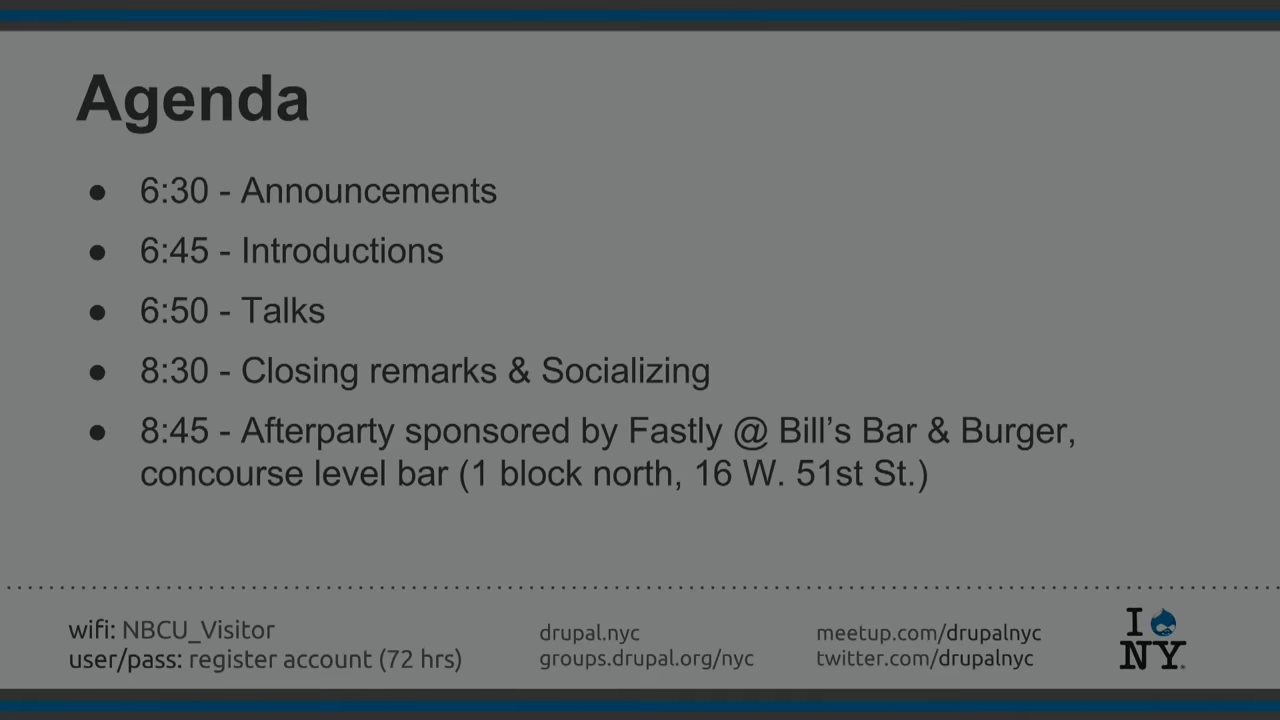 Agenda
● 6:30 - Announcements
● 6:45 - Introductions
● 6:50 - Talks
● 8:30 - Closing remarks & Socializing
● 8:45 - Afterparty sponsored by Fastly @ Bill’s Bar & Burger,
concourse level bar (1 block north, 16 W. 51st St.)
wifi: NBCU_Visitor
user/pass: register account (72 hrs)
drupal.nyc
groups.drupal.org/nyc
meetup.com/drupalnyc
twitter.com/drupalnyc
I
NY